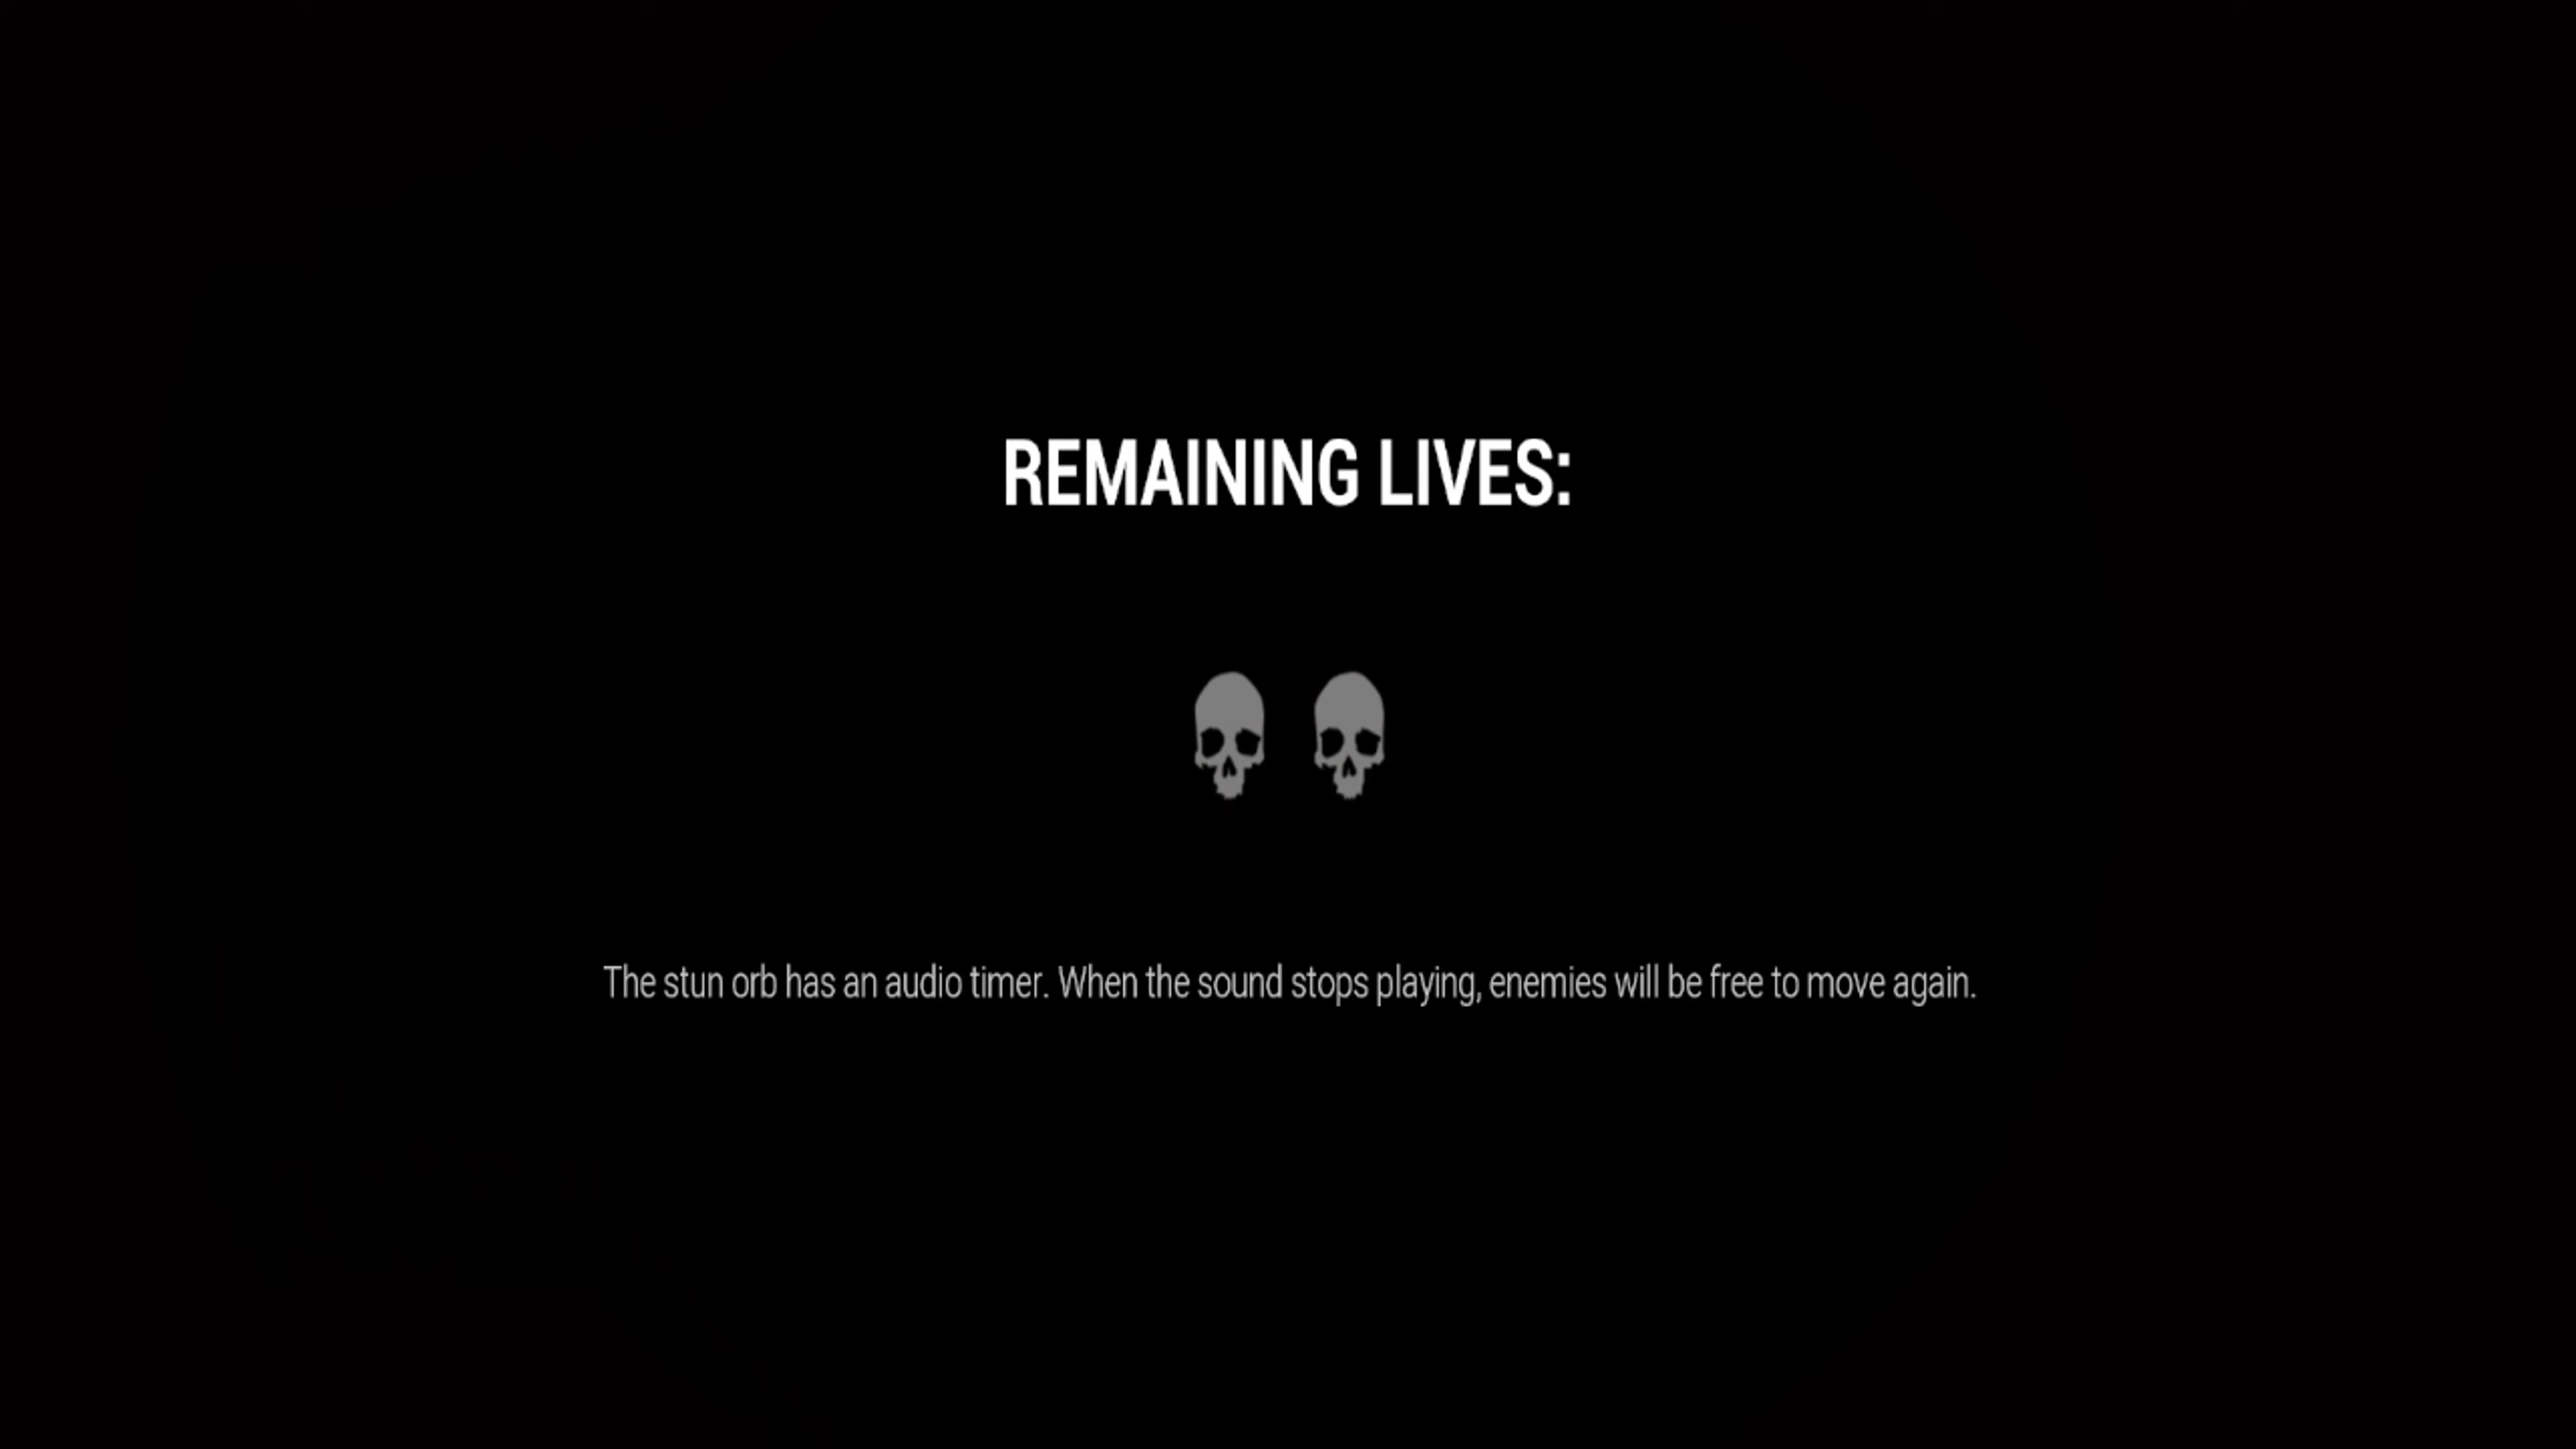 REMAINING LIVES:
The stun orb has an audio timer. When the sound stops playing, enemies will be free to move again.